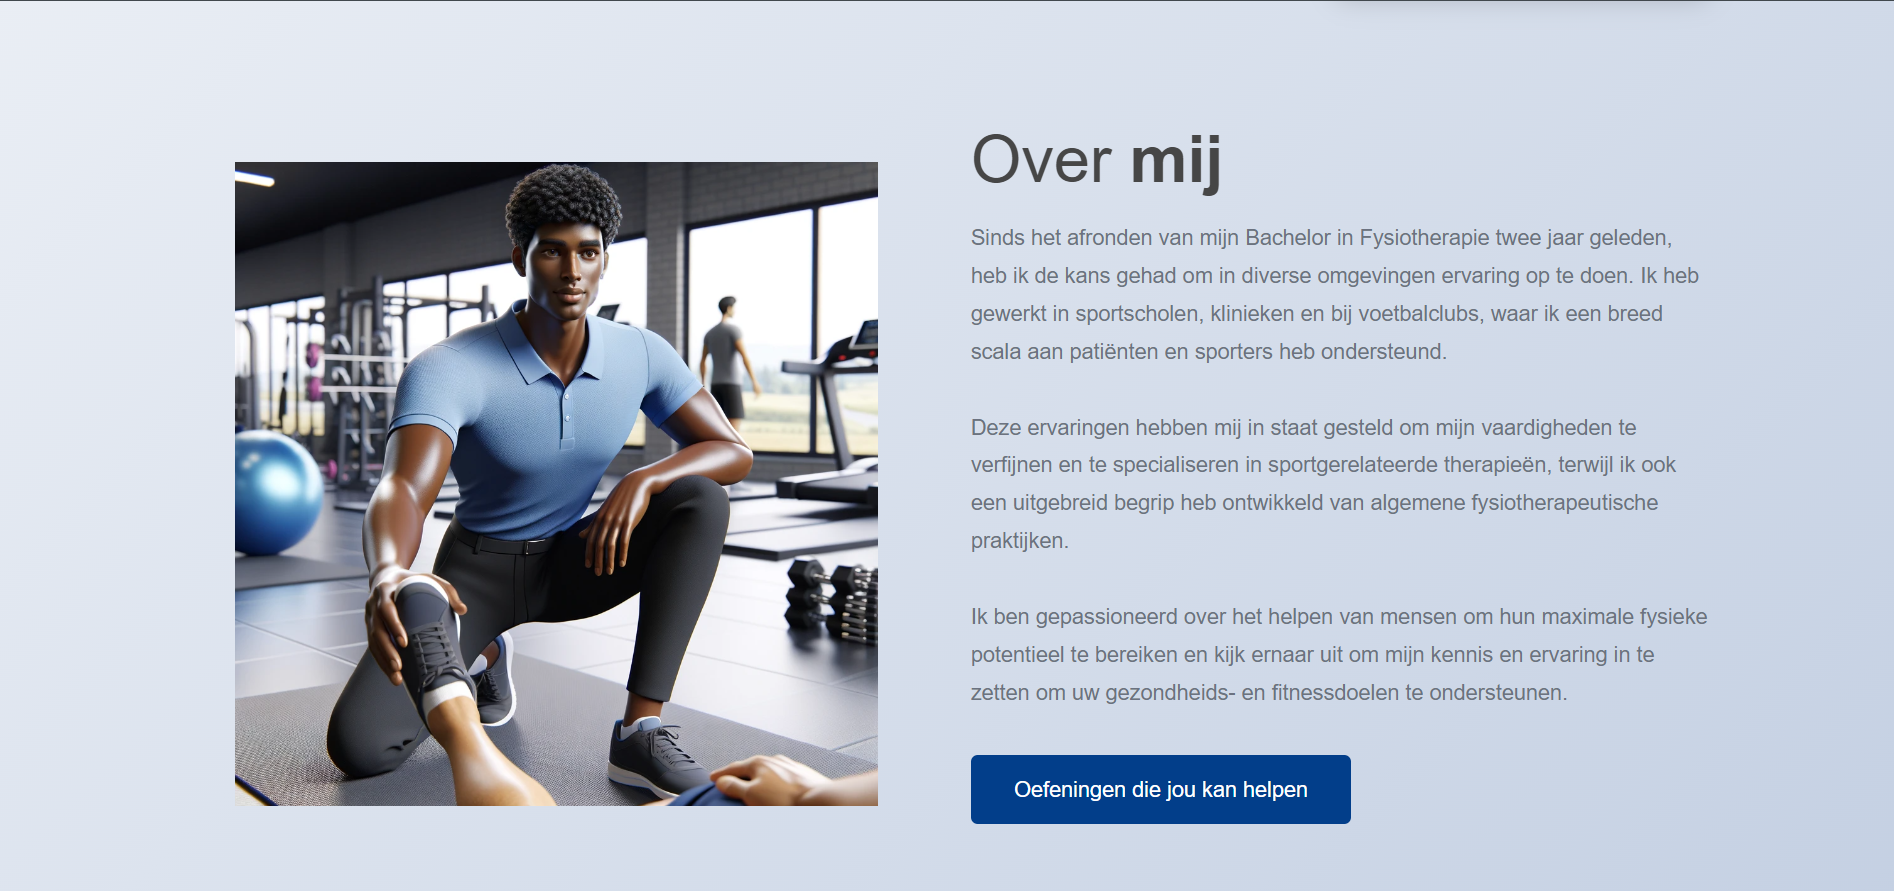 Over mij
Sinds het afronden van mijn Bachelor in Fysiotherapie twee jaar geleden,
heb ik de kans gehad om in diverse omgevingen ervaring op te doen. Ik heb
gewerkt in sportscholen, klinieken en bij voetbalclubs, waar ik een breed
scala aan patiënten en sporters heb ondersteund.
Deze ervaringen hebben mij in staat gesteld om mijn vaardigheden te
verfijnen en te specialiseren in sportgerelateerde therapieën, terwijl ik ook
een uitgebreid begrip heb ontwikkeld van algemene fysiotherapeutische
praktijken.
Ik ben gepassioneerd over het helpen van mensen om hun maximale fysieke
potentieel te bereiken en kijk ernaar uit om mijn kennis en ervaring in te
zetten om uw gezondheids- en fitnessdoelen te ondersteunen.
Oefeningen die jou kan helpen